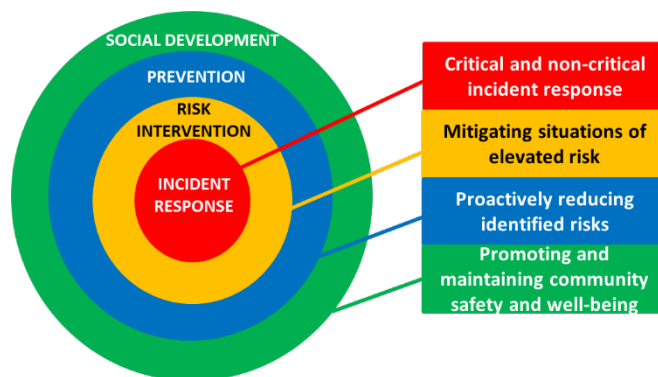 SOCIAL DEVELOPMENT
PREVENTION
RISK
INTERVENTION
INCIDENT
RESPONSE
Critical and non-critical
incident response
Mitigating situations of
elevated risk
Proactively reducing
identified risks
Promoting and
maintaining community
safety and well-being